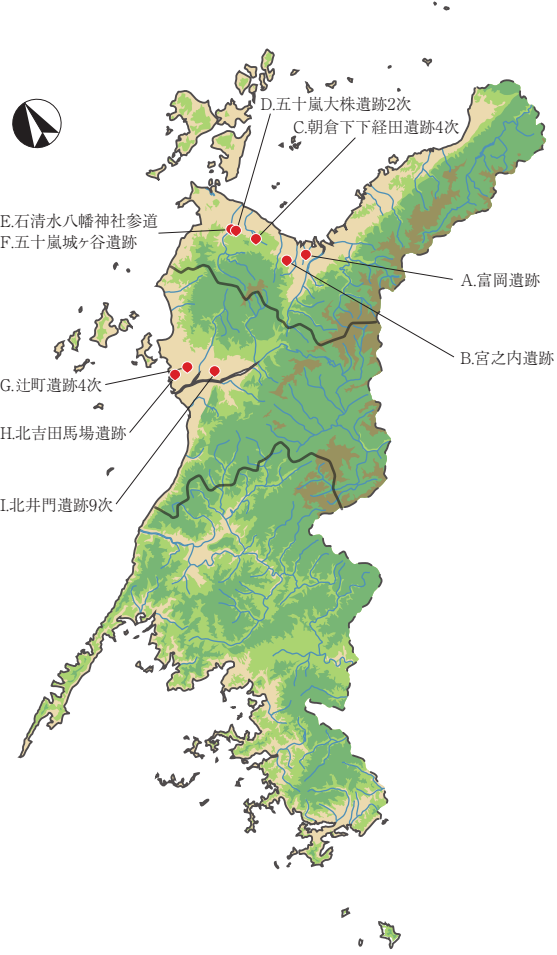 D.五十嵐大株遺跡2次
C.朝倉下下経田遺跡4次
E.石清水八幡神社参道
F.五十嵐城ヶ谷遺跡
A.富岡遺跡
B.宮之内遺跡
G.辻町遺跡4次
H.北吉田馬場遺跡
I.北井門遺跡9次